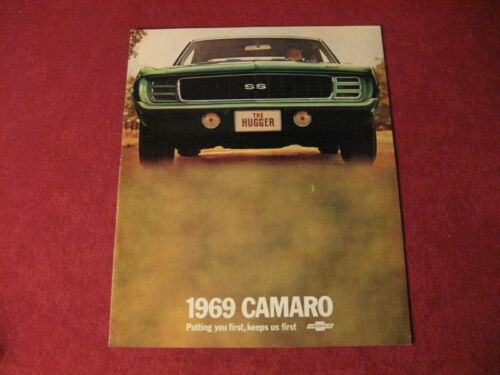 SS
THE
HUGGER
1969 CAMARO
Putting you first, keeps us first